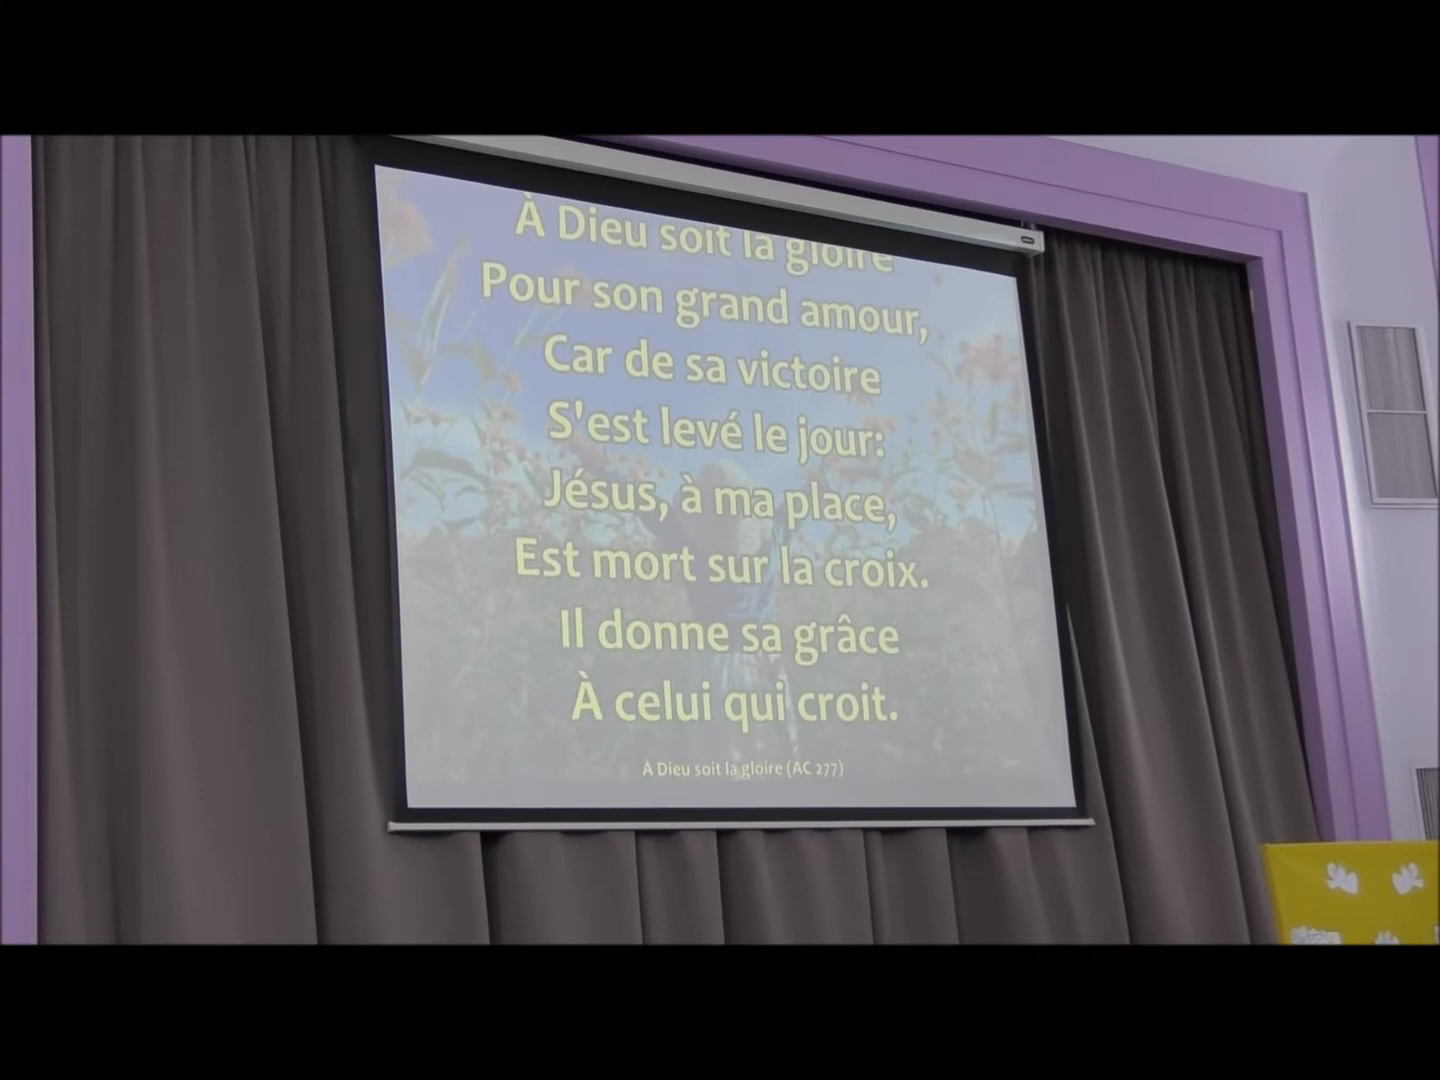 À Dieu soit la gloire
Pour son grand amour,
Car de sa victoire
S'est levé le jour:
Jésus, à ma place,
Est mort sur la croix.
Il donne sa grâce
À celui qui croit.
À Dieu soit la gloire (AC 277)